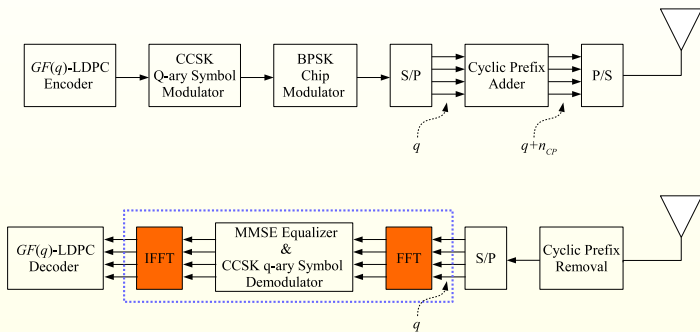 GF(q)-LDPC
Encoder
CCSK
Q-ary Symbol
Modulator
BPSK
Chip
Modulator
S/P
Cyclic Prefix
Adder
P/S
q
q+n_CP
GF(q)-LDPC
Decoder
IFFT
MMSE Equalizer
&
CCSK q-ary Symbol
Demodulator
FFT
S/P
Cyclic Prefix
Removal
q